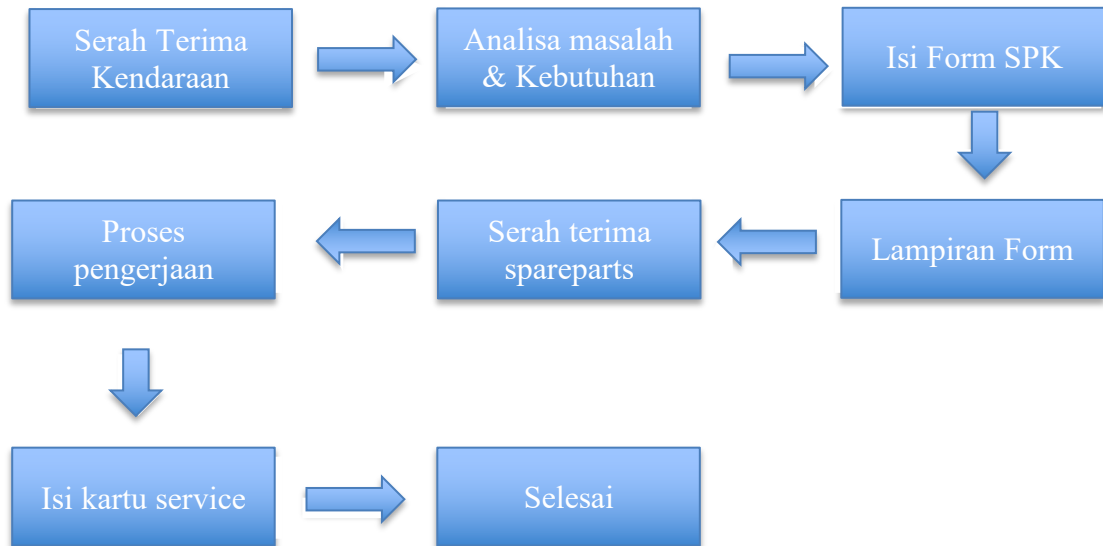 Serah Terima
Kendaraan
Analisa masalah
& Kebutuhan
Isi Form SPK
Lampiran Form
Serah terima
spareparts
Proses
pengerjaan
Isi kartu service
Selesai